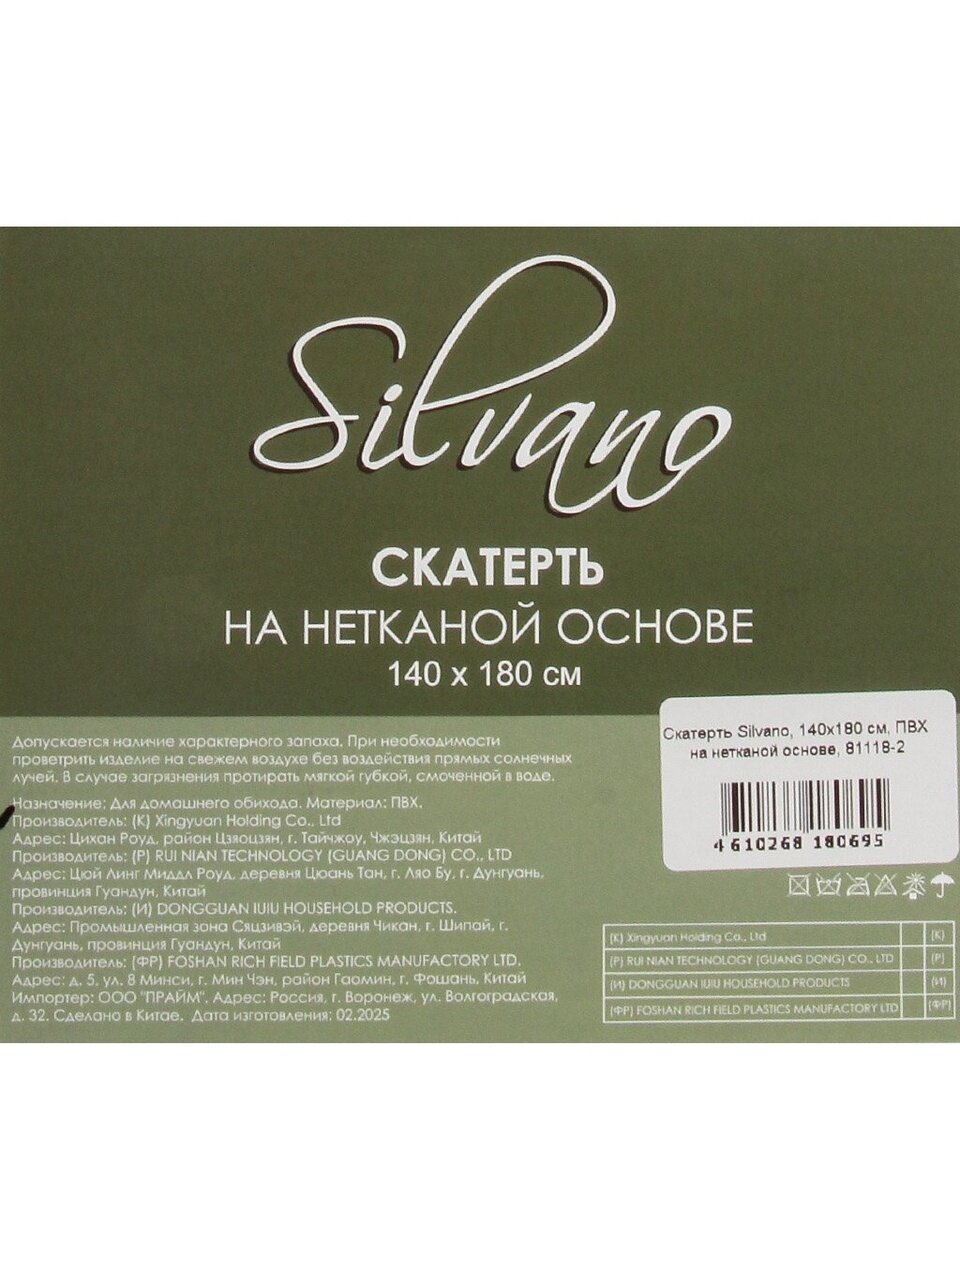 Silvano
СКАТЕРТЬ
НА НЕТКАНОЙ ОСНОВЕ
140 х 180 см
Допускается наличие характерного запаха. При необходимости
проветрить изделие на свежем воздухе без воздействия прямых солнечных
лучей. В случае загрязнения протирать мягкой губкой, смоченной в воде.
Назначение: Для домашнего обихода. Материал: ПВХ.
Производитель: (К) Xingyuan Holding Co., Ltd
Адрес: Цихан Роуд, район Цзяоцзян, г. Тайчжоу, Чжэцзян, Китай
Производитель: (Р) RUI NIAN TECHNOLOGY (GUANG DONG) CO., LTD
Адрес: Цюй Линг Миддл Роуд, деревня Цюань Тан, г. Ляо Бу, г. Дунгуань,
провинция Гуандун, Китай
Производитель: (И) DONGGUAN IUIU HOUSEHOLD PRODUCTS.
Адрес: Промышленная зона Сяцзивэй, деревня Чикан, г. Шипай, г.
Дунгуань, провинция Гуандун, Китай
Производитель: (ФР) FOSHAN RICH FIELD PLASTICS MANUFACTORY LTD.
Адрес: д. 5, ул. 8 Минси, г. Мин Чэн, район Гаомин, г. Фошань, Китай
Импортер: ООО "ПРАЙМ". Адрес: Россия, г. Воронеж, ул. Волгоградская,
д. 32. Сделано в Китае. Дата изготовления: 02.2025
Скатерть Silvano, 140х180 см, ПВХ
на нетканой основе, 81118-2
4 610268 180695
(К) Xingyuan Holding Co., Ltd (К)
(Р) RUI NIAN TECHNOLOGY (GUANG DONG) CO., LTD (Р)
(И) DONGGUAN IUIU HOUSEHOLD PRODUCTS (И)
(ФР) FOSHAN RICH FIELD PLASTICS MANUFACTORY LTD (ФР)